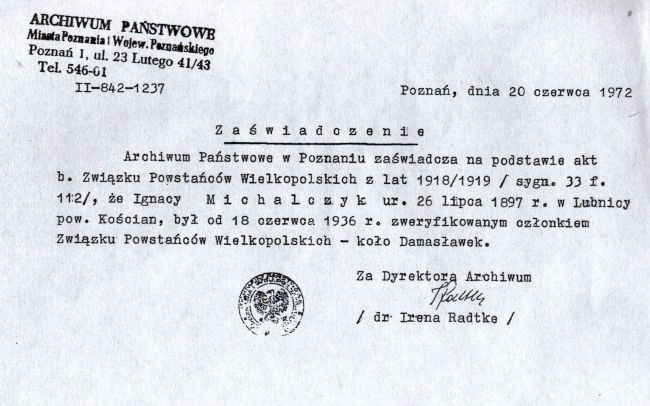 ARCHIWUM PAŃSTWOWE
Miasta Poznania i Wojew. Poznańskiego
Poznań 1, ul. 23 Lutego 41/43
Tel. 546-01
II-842-1237
Poznań, dnia 20 czerwca 1972
Zaświadczenie
Archiwum Państwowe w Poznaniu zaświadcza na podstawie akt
b. Związku Powstańców Wielkopolskich z lat 1918/1919 / sygn. 33 f.
112/, że Ignacy Michalczyk ur. 26 lipca 1897 r. w Lubnicy
pow. Kościan, był od 18 czerwca 1936 r. zweryfikowanym członkiem
Związku Powstańców Wielkopolskich - koło Damasławek.
Za Dyrektora Archiwum
/ dr Irena Radtke /